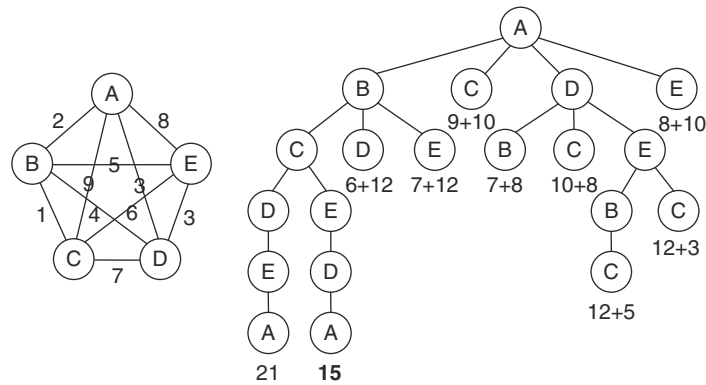 A
B C D E
9+10 8+10
C D E B C E
6+12 7+12 7+8 10+8
D E B C
12+3
E D C
12+5
A A
21 15
A
2 8
B 5 E
9 3
1 4 6 3
C D
7